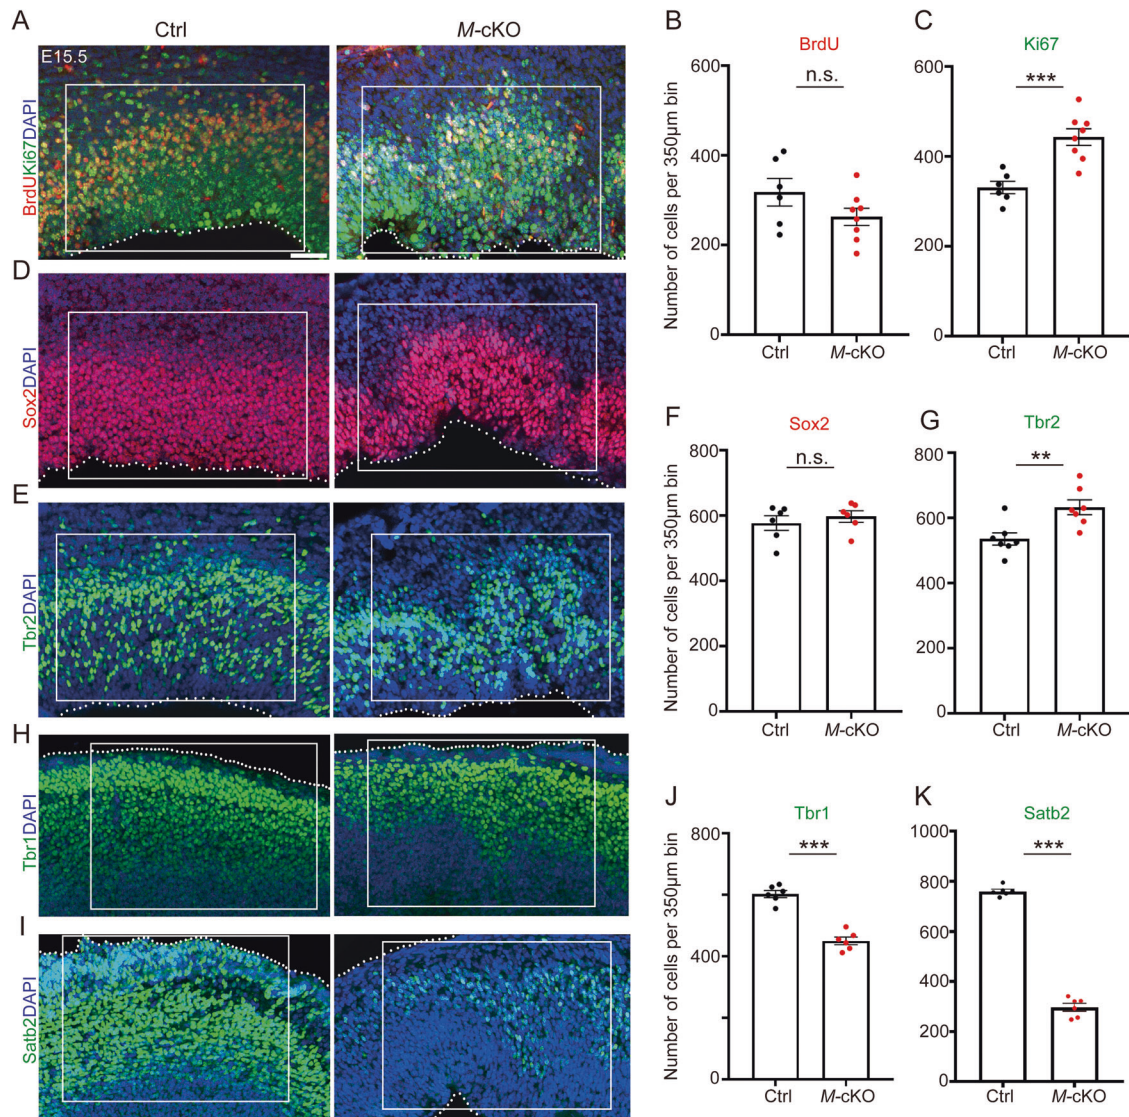 A
Ctrl
M-cKO
E15.5
BrdUKi67DAPI
B
BrdU
n.s.
Number of cells per 350µm bin
600
400
200
0
Ctrl
M-cKO
C
Ki67
***
600
400
200
0
Ctrl
M-cKO
D
Sox2DAPI
E
Tbr2DAPI
F
Sox2
n.s.
Number of cells per 350µm bin
800
600
400
200
0
Ctrl
M-cKO
G
Tbr2
**
800
600
400
200
0
Ctrl
M-cKO
H
Tbr1DAPI
I
Satb2DAPI
J
Tbr1
***
Number of cells per 350µm bin
800
400
0
Ctrl
M-cKO
K
Satb2
***
1000
800
600
400
200
0
Ctrl
M-cKO